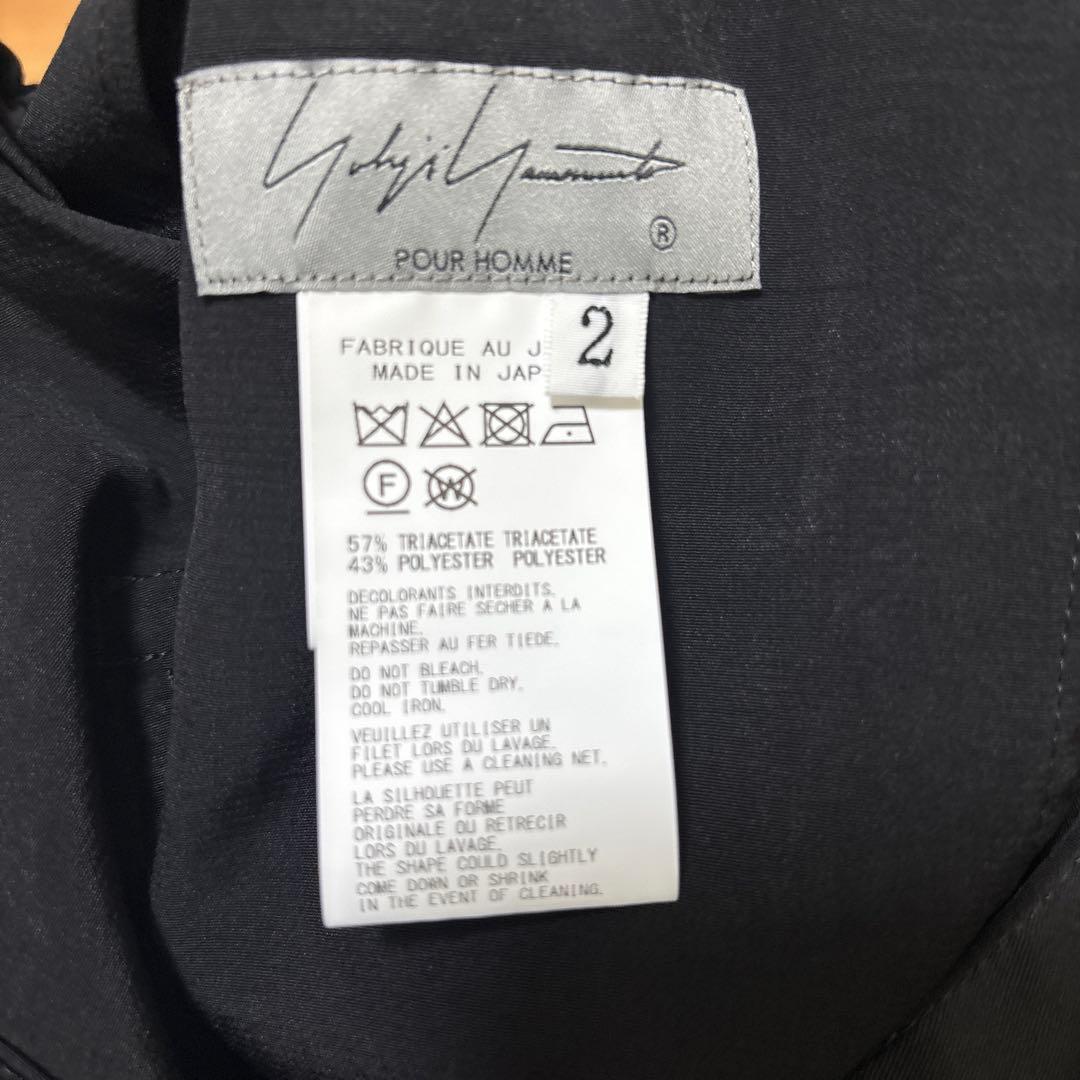 Yohji Yamamoto
®
POUR HOMME
2
FABRIQUE AU J
MADE IN JAP
F
W
57% TRIACETATE TRIACETATE
43% POLYESTER POLYESTER
DECOLORANTS INTERDITS.
NE PAS FAIRE SECHER A LA
MACHINE.
REPASSER AU FER TIEDE.
DO NOT BLEACH.
DO NOT TUMBLE DRY.
COOL IRON.
VEUILLEZ UTILISER UN
FILET LORS DU LAVAGE.
PLEASE USE A CLEANING NET.
LA SILHOUETTE PEUT
PERDRE SA FORME
ORIGINALE OU RETRECIR
LORS DU LAVAGE.
THE SHAPE COULD SLIGHTLY
COME DOWN OR SHRINK
IN THE EVENT OF CLEANING.